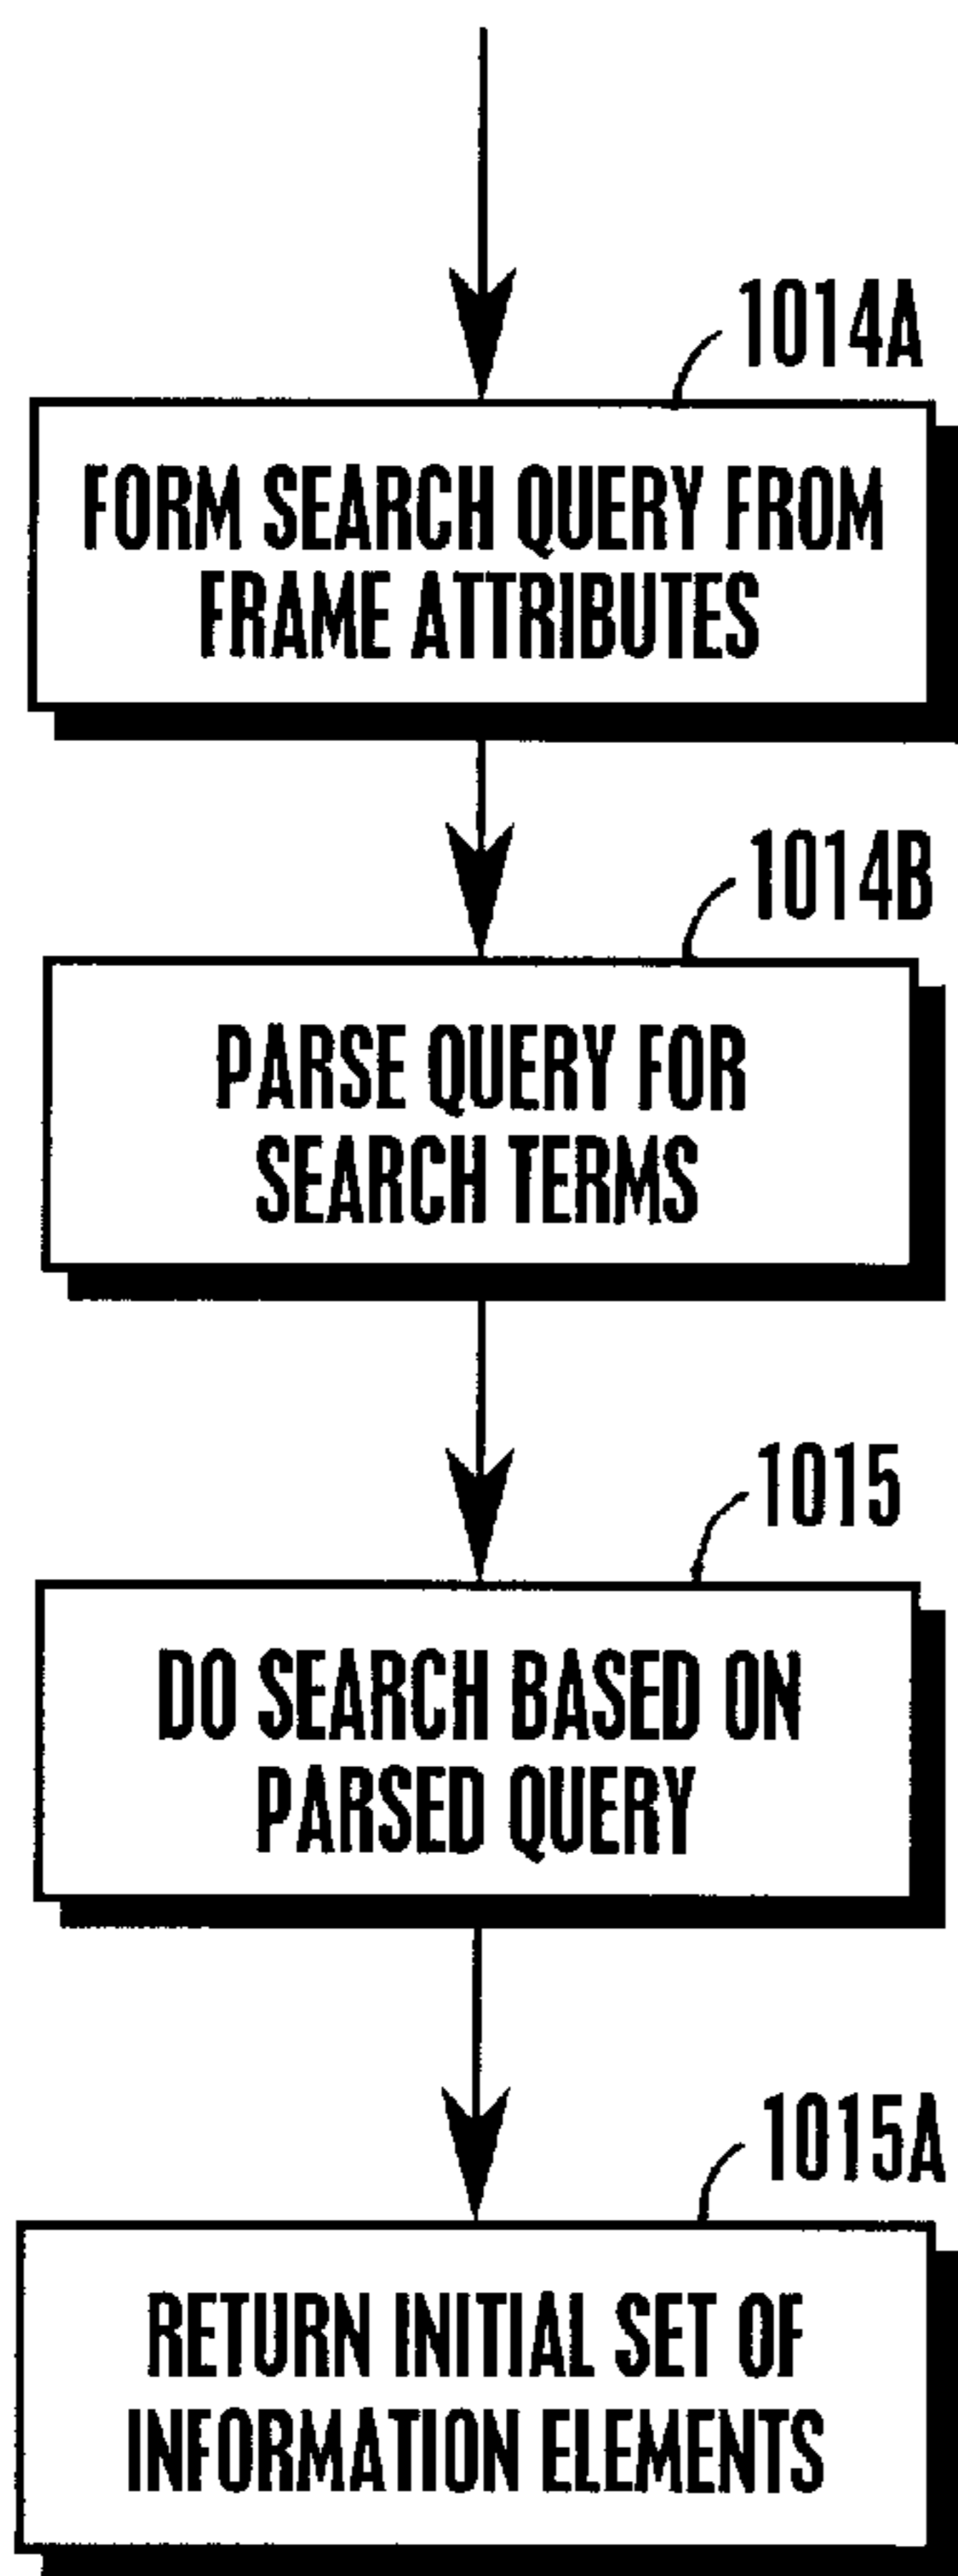 1014A
FORM SEARCH QUERY FROM
FRAME ATTRIBUTES
1014B
PARSE QUERY FOR
SEARCH TERMS
1015
DO SEARCH BASED ON
PARSED QUERY
1015A
RETURN INITIAL SET OF
INFORMATION ELEMENTS